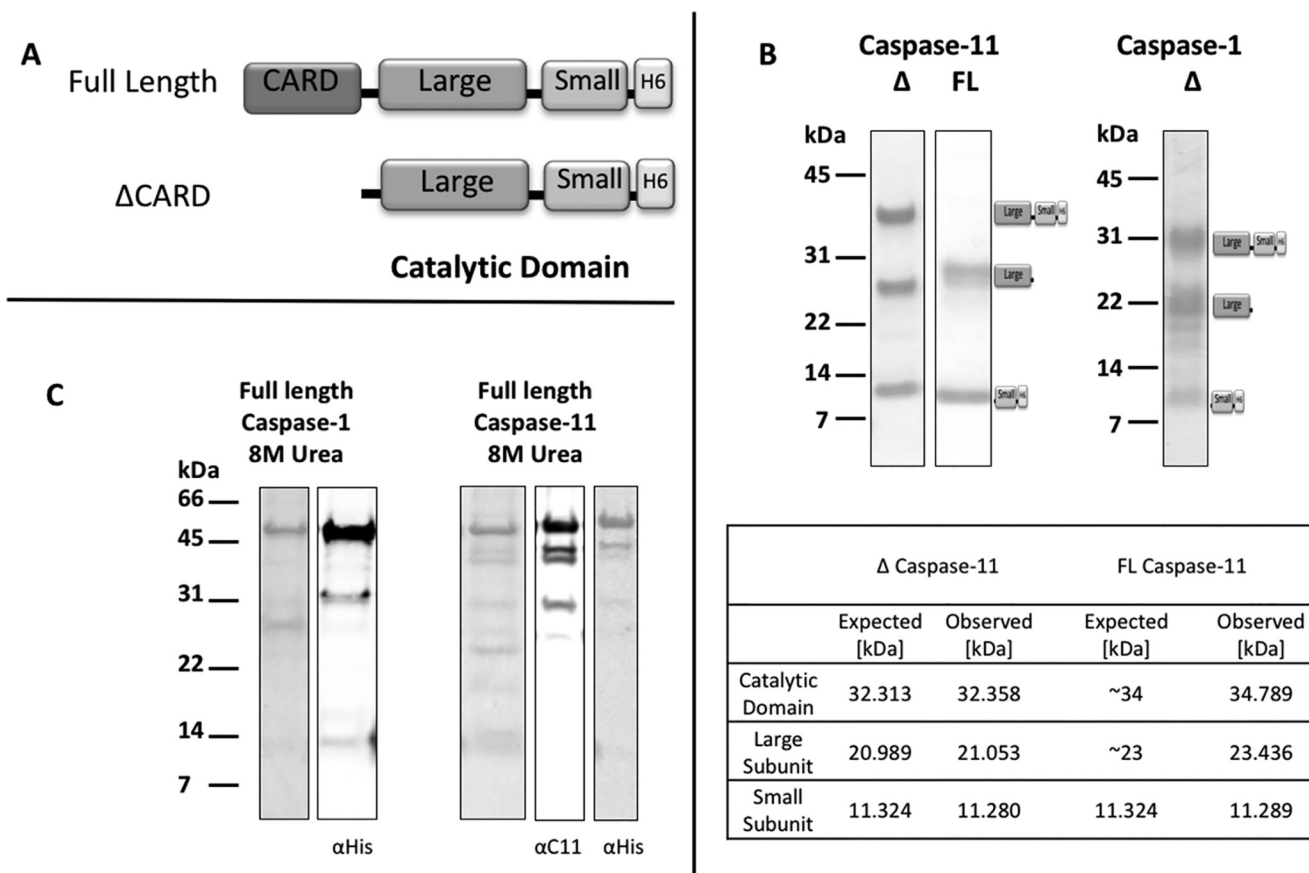 A
Full Length
CARD
Large
Small
H6
ΔCARD
Large
Small
H6
Catalytic Domain
B
Caspase-11
Δ FL
kDa
45
31
22
14
7
Large Small H6
Large
Small H6
Caspase-1
Δ
kDa
45
31
22
14
7
Large Small H6
Large
Small H6
C
Full length
Caspase-1
8M Urea
Full length
Caspase-11
8M Urea
kDa
66
45
31
22
14
7
αHis
αC11 αHis
Δ Caspase-11 FL Caspase-11
Expected [kDa] Observed [kDa] Expected [kDa] Observed [kDa]
Catalytic Domain 32.313 32.358 ~34 34.789
Large Subunit 20.989 21.053 ~23 23.436
Small Subunit 11.324 11.280 11.324 11.289